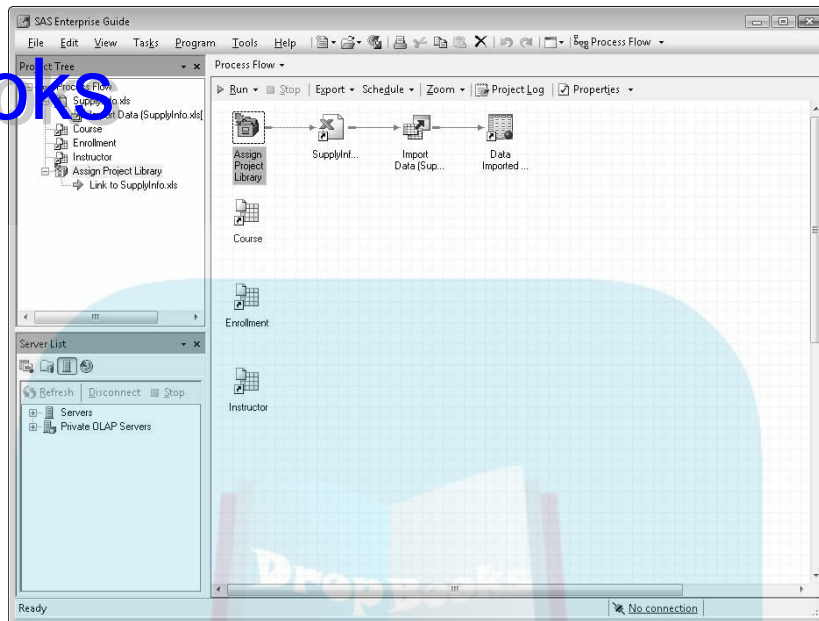 SAS Enterprise Guide
File Edit View Tasks Program Tools Help Process Flow
Project Tree
Process Flow
SupplyInfo.xls
Data (SupplyInfo.xls[
Course
Enrollment
Instructor
Assign Project Library
Link to SupplyInfo.xls
oks
Server List
Refresh Disconnect Stop
Servers
Private OLAP Servers
Process Flow
Run Stop Export Schedule Zoom Project Log Properties
Assign Project Library
SupplyInf...
Import Data (Sup...
Data Imported ...
Course
Enrollment
Instructor
DropBooks
Ready
No connection